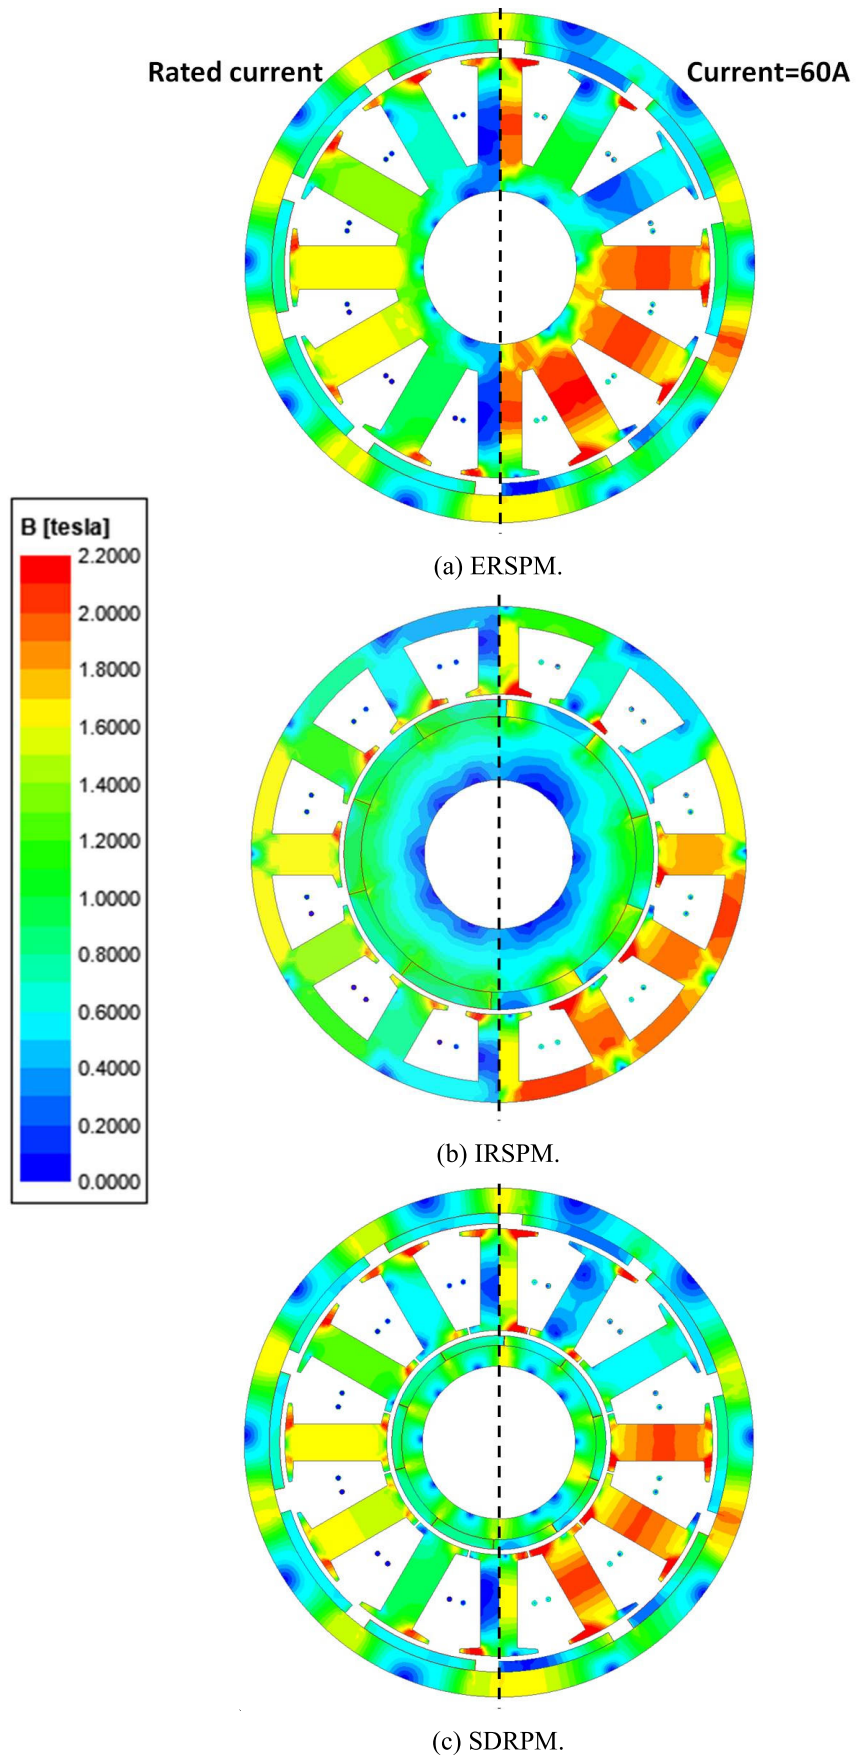 Rated current
Current=60A
(a) ERSPM.
B [tesla]
2.2000
2.0000
1.8000
1.6000
1.4000
1.2000
1.0000
0.8000
0.6000
0.4000
0.2000
0.0000
(b) IRSPM.
(c) SDRPM.